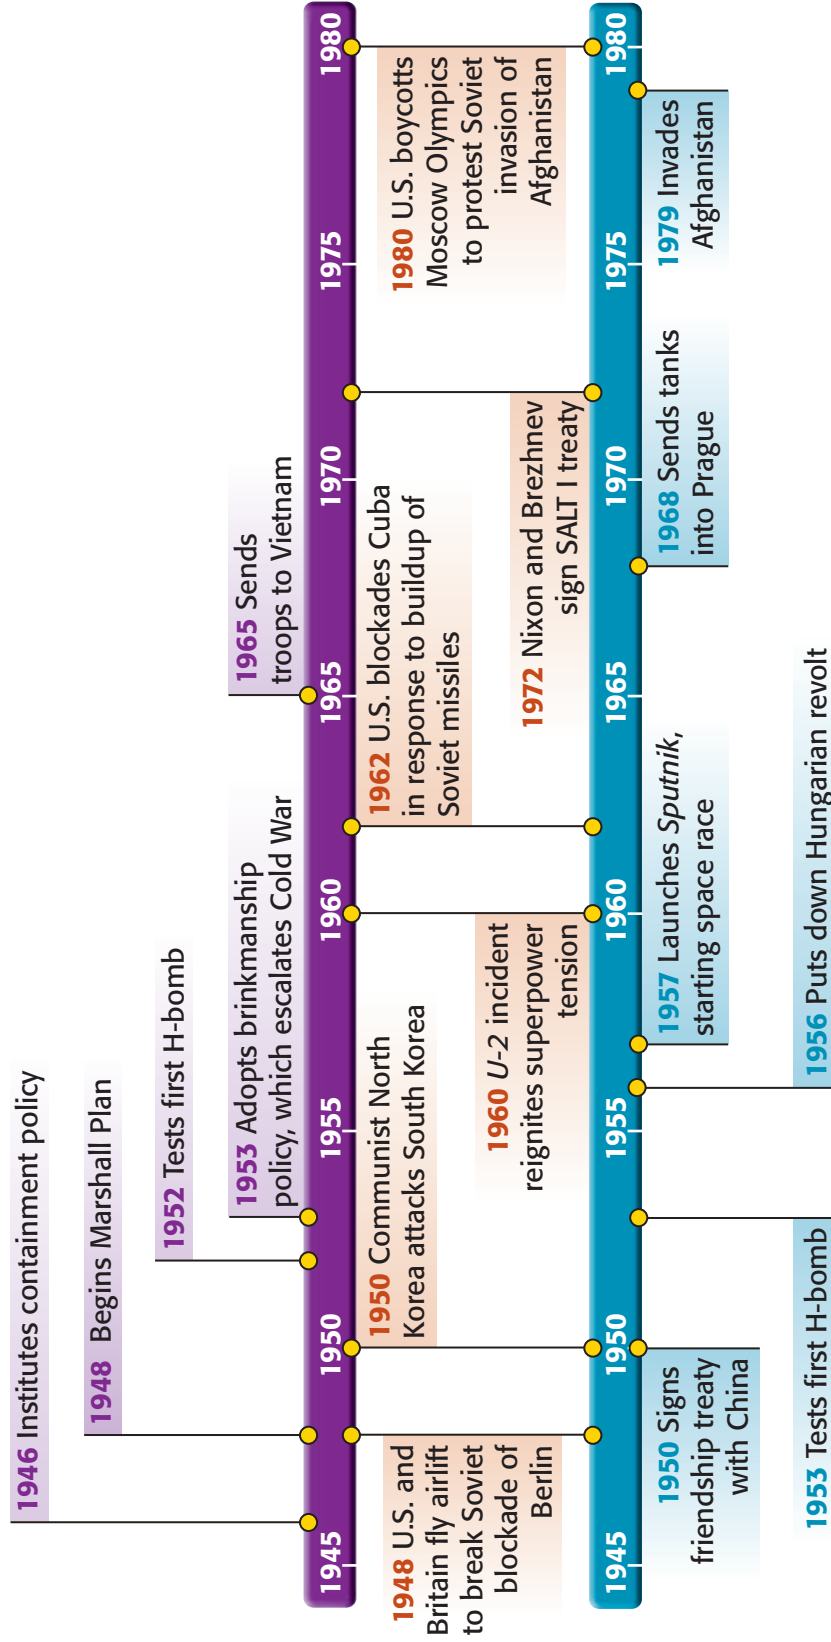 1946 Institutes containment policy
1948 Begins Marshall Plan
1952 Tests first H-bomb
1953 Adopts brinkmanship
policy, which escalates Cold War
1965 Sends
troops to Vietnam
1945
1950
1955
1960
1965
1970
1975
1980
1948 U.S. and
Britain fly airlift
to break Soviet
blockade of
Berlin
1950 Communist North
Korea attacks South Korea
1960 U-2 incident
reignites superpower
tension
1962 U.S. blockades Cuba
in response to buildup of
Soviet missiles
1972 Nixon and Brezhnev
sign SALT I treaty
1980 U.S. boycotts
Moscow Olympics
to protest Soviet
invasion of
Afghanistan
1945
1950
1955
1960
1965
1970
1975
1980
1950 Signs
friendship treaty
with China
1953 Tests first H-bomb
1956 Puts down Hungarian revolt
1957 Launches Sputnik,
starting space race
1968 Sends tanks
into Prague
1979 Invades
Afghanistan